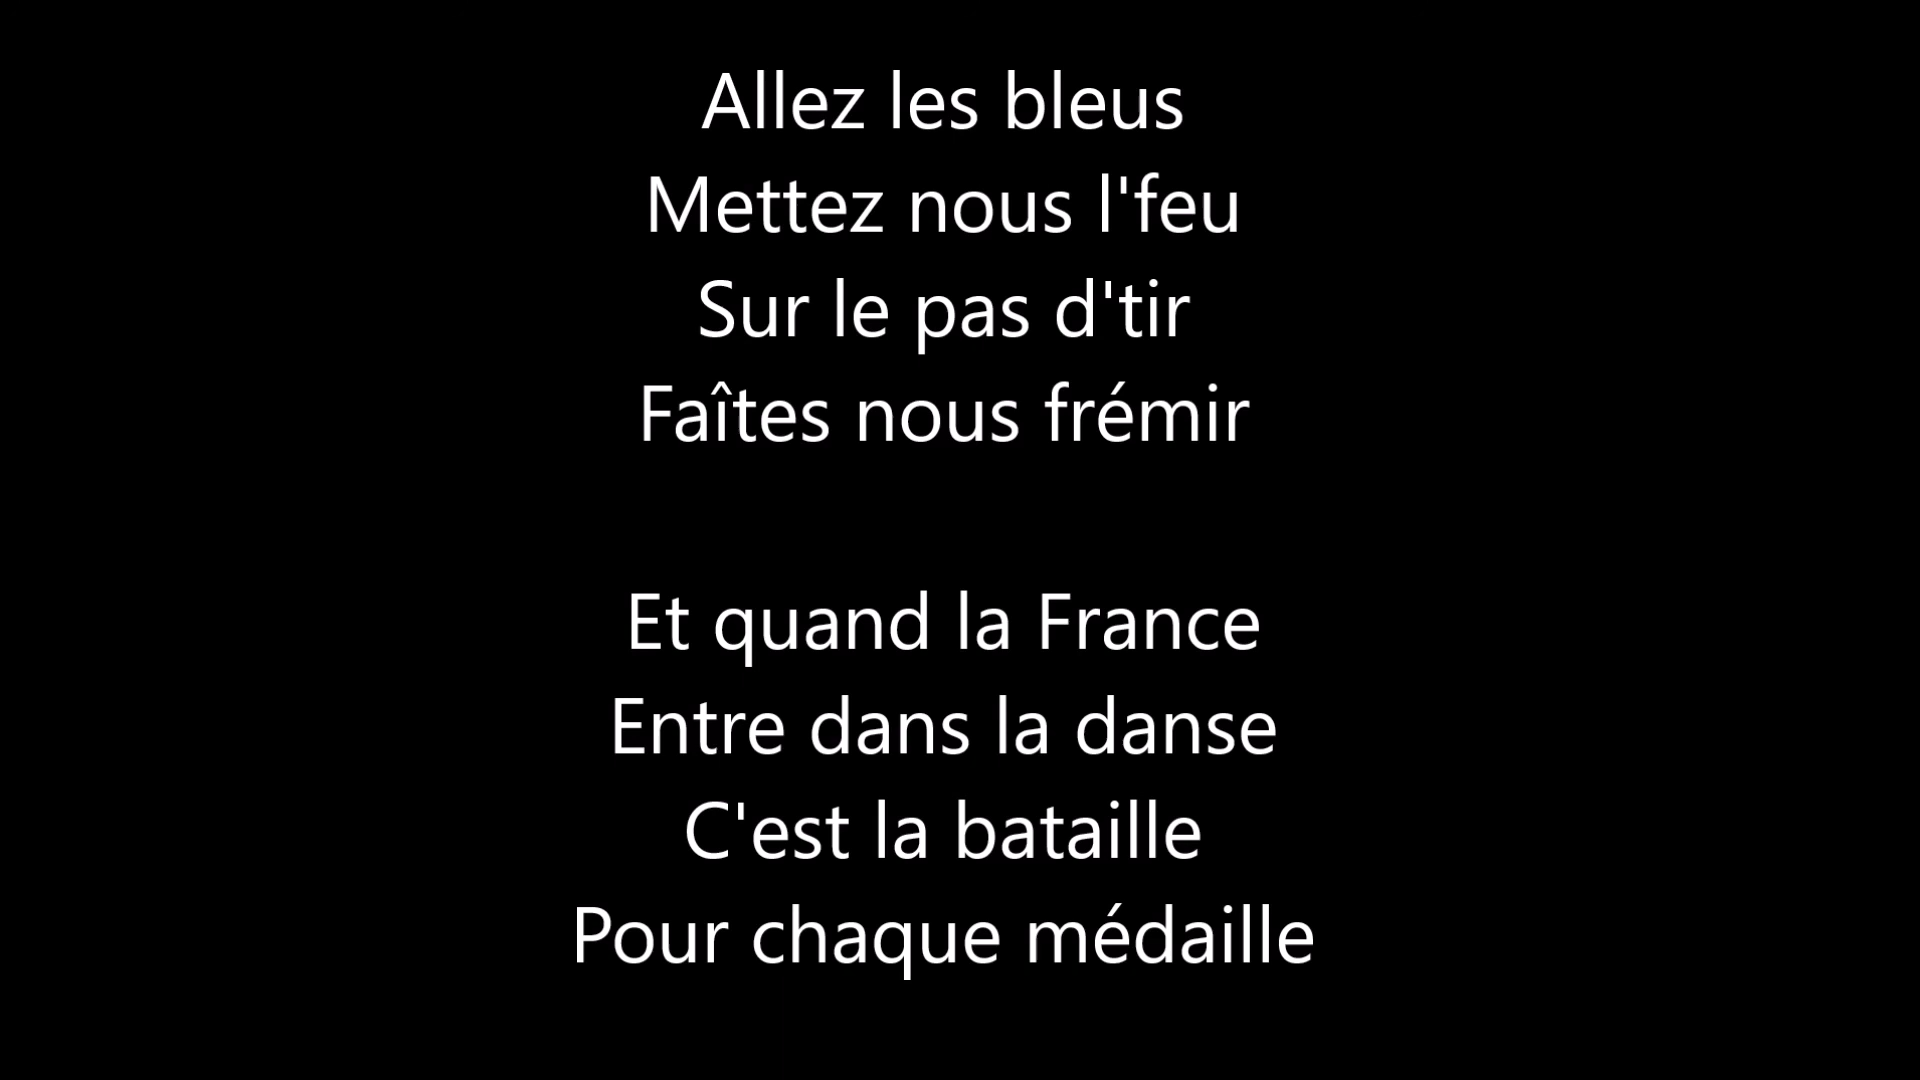 Allez les bleus
Mettez nous l'feu
Sur le pas d'tir
Faîtes nous frémir
Et quand la France
Entre dans la danse
C'est la bataille
Pour chaque médaille